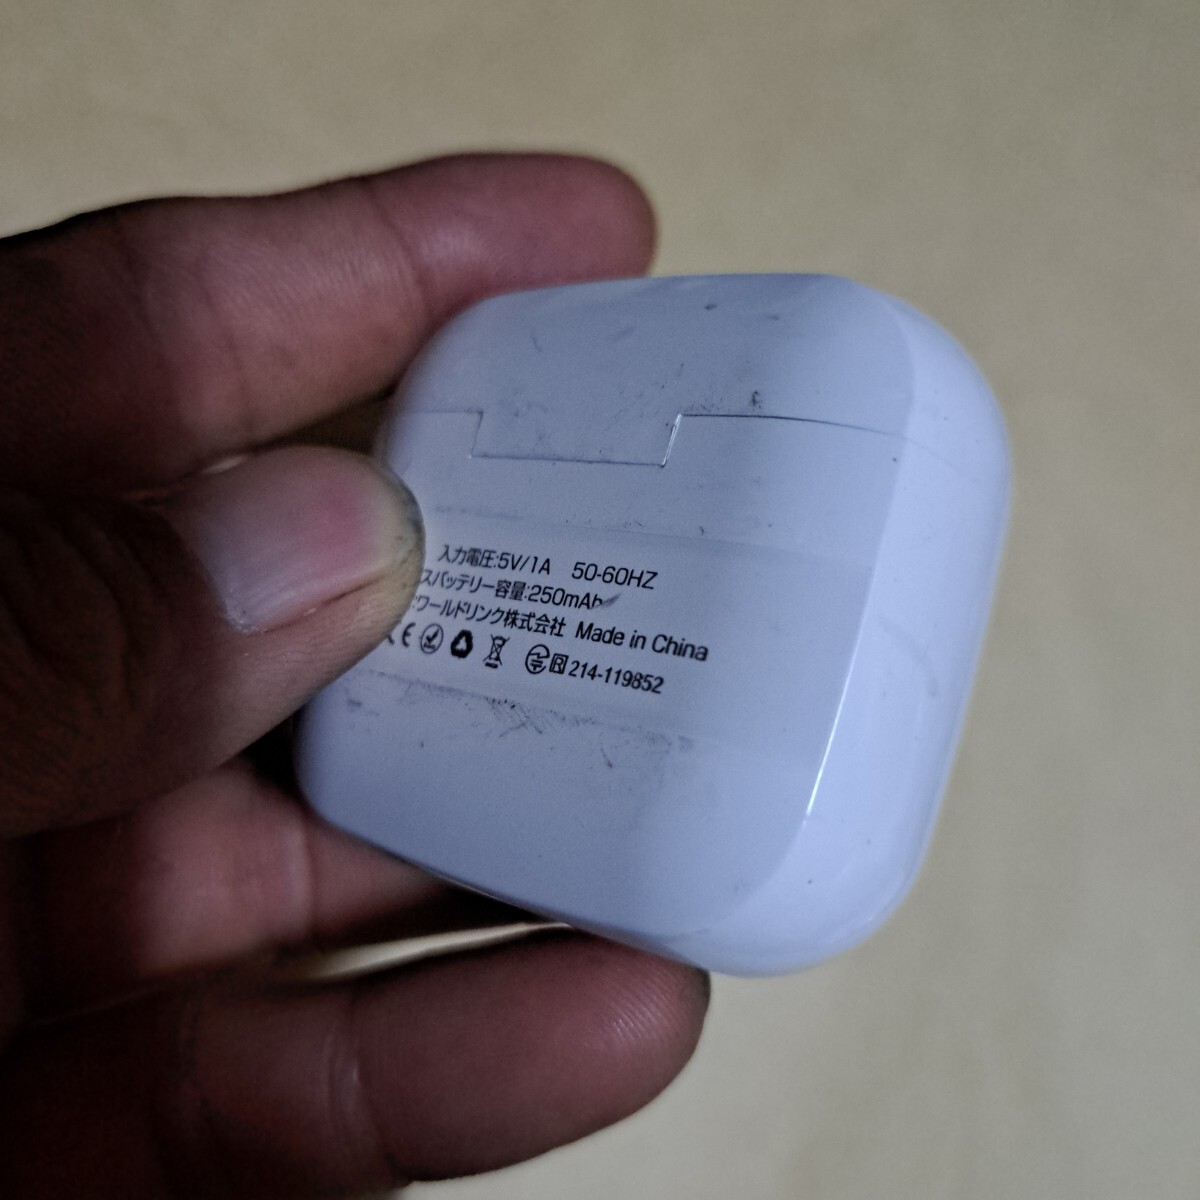 入力電圧:5V/1A 50-60HZ
スバッテリー容量:250mAh
:ワールドリンク株式会社 Made in China
CE R 214-119852